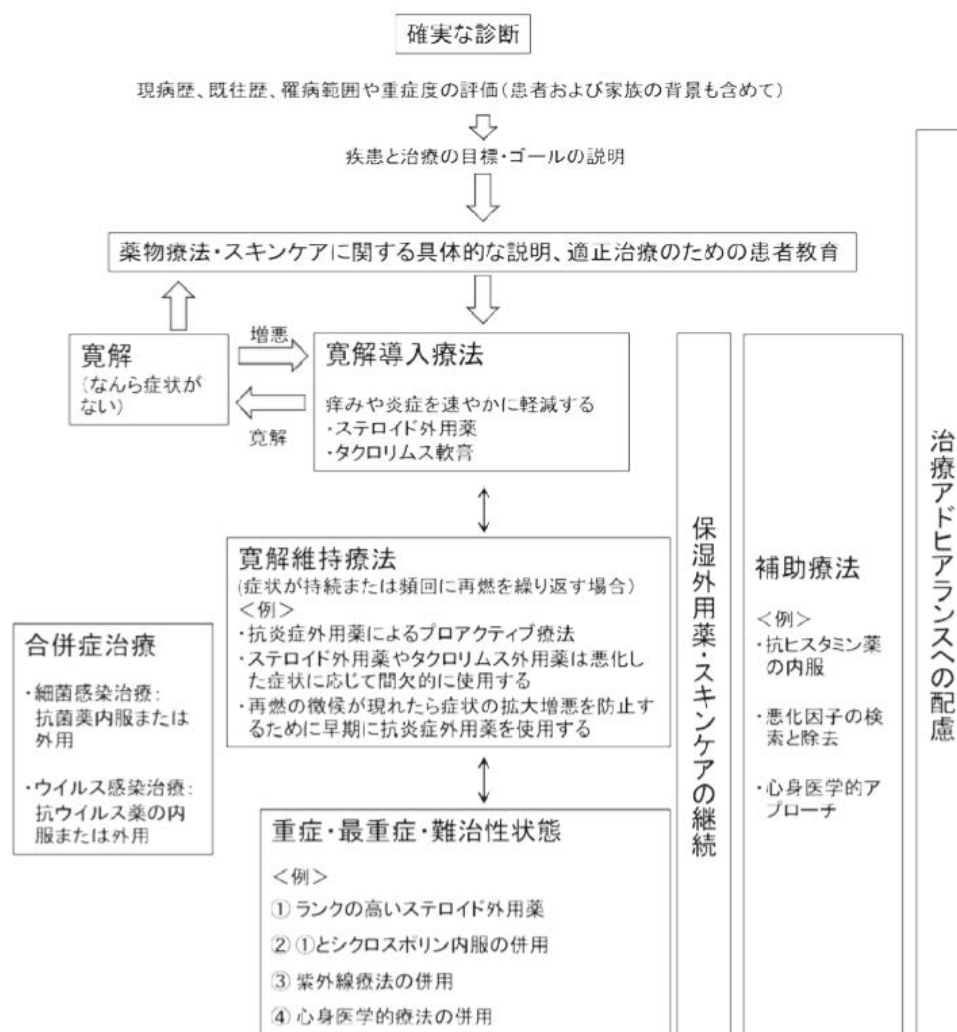 確実な診断
現病歴、既往歴、罹病範囲や重症度の評価(患者および家族の背景も含めて)
疾患と治療の目標・ゴールの説明
薬物療法・スキンケアに関する具体的な説明、適正治療のための患者教育
寛解
(なんら症状が
ない)
増悪
寛解
寛解導入療法
痒みや炎症を速やかに軽減する
・ステロイド外用薬
・タクロリムス軟膏
寛解維持療法
(症状が持続または頻回に再燃を繰り返す場合)
<例>
・抗炎症外用薬によるプロアクティブ療法
・ステロイド外用薬やタクロリムス外用薬は悪化し
た症状に応じて間欠的に使用する
・再燃の徴候が現れたら症状の拡大増悪を防止す
るために早期に抗炎症外用薬を使用する
合併症治療
・細菌感染治療:
抗菌薬内服または
外用
・ウイルス感染治療:
抗ウイルス薬の内
服または外用
重症・最重症・難治性状態
<例>
① ランクの高いステロイド外用薬
② ①とシクロスポリン内服の併用
③ 紫外線療法の併用
④ 心身医学的療法の併用
保湿外用薬・スキンケアの継続
補助療法
<例>
・抗ヒスタミン薬
の内服
・悪化因子の検
索と除去
・心身医学的ア
プローチ
治療アドヒアランスへの配慮